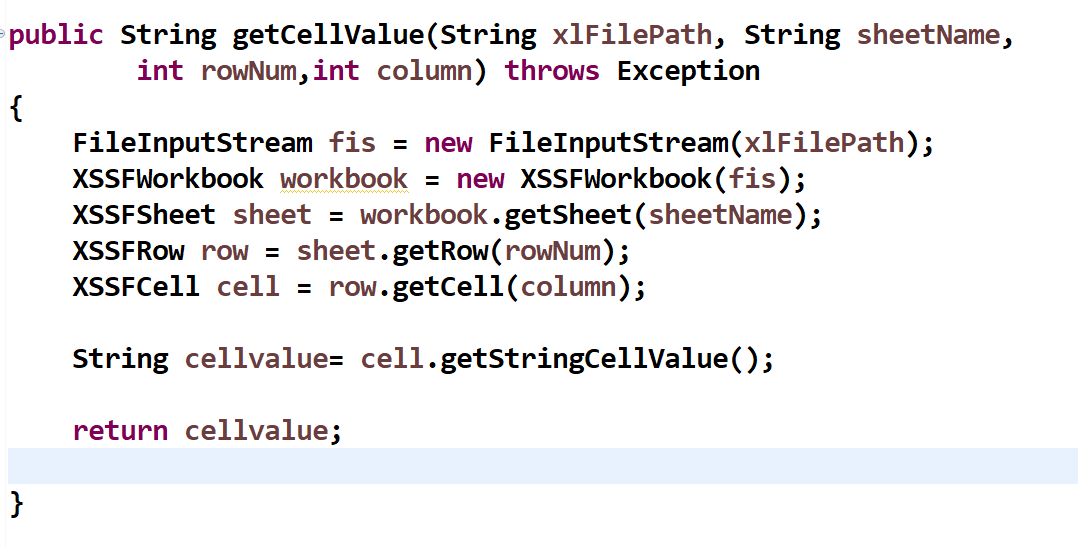 public String getCellValue(String xlFilePath, String sheetName,
int rowNum,int column) throws Exception
{
FileInputStream fis = new FileInputStream(xlFilePath);
XSSFWorkbook workbook = new XSSFWorkbook(fis);
XSSFSheet sheet = workbook.getSheet(sheetName);
XSSFRow row = sheet.getRow(rowNum);
XSSFCell cell = row.getCell(column);
String cellvalue= cell.getStringCellValue();
return cellvalue;
}